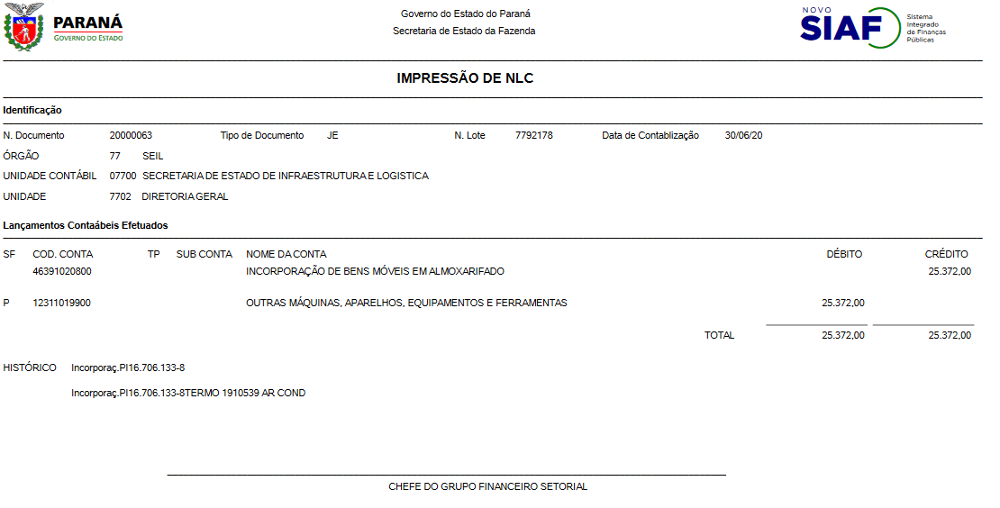 PARANÁ
GOVERNO DO ESTADO
Governo do Estado do Paraná
Secretaria de Estado da Fazenda
NOVO
SIAF
Sistema
Integrado
de Finanças
Públicas
IMPRESSÃO DE NLC
Identificação
N. Documento 20000063 Tipo de Documento JE N. Lote 7792178 Data de Contablização 30/06/20
ÓRGÃO 77 SEIL
UNIDADE CONTÁBIL 07700 SECRETARIA DE ESTADO DE INFRAESTRUTURA E LOGISTICA
UNIDADE 7702 DIRETORIA GERAL
Lançamentos Contaábeis Efetuados
SF COD. CONTA TP SUB CONTA NOME DA CONTA DÉBITO CRÉDITO
46391020800 INCORPORAÇÃO DE BENS MÓVEIS EM ALMOXARIFADO 25.372,00
P 12311019900 OUTRAS MÁQUINAS, APARELHOS, EQUIPAMENTOS E FERRAMENTAS 25.372,00
TOTAL 25.372,00 25.372,00
HISTÓRICO Incorporaç.PI16.706.133-8
Incorporaç.PI16.706.133-8TERMO 1910539 AR COND
CHEFE DO GRUPO FINANCEIRO SETORIAL